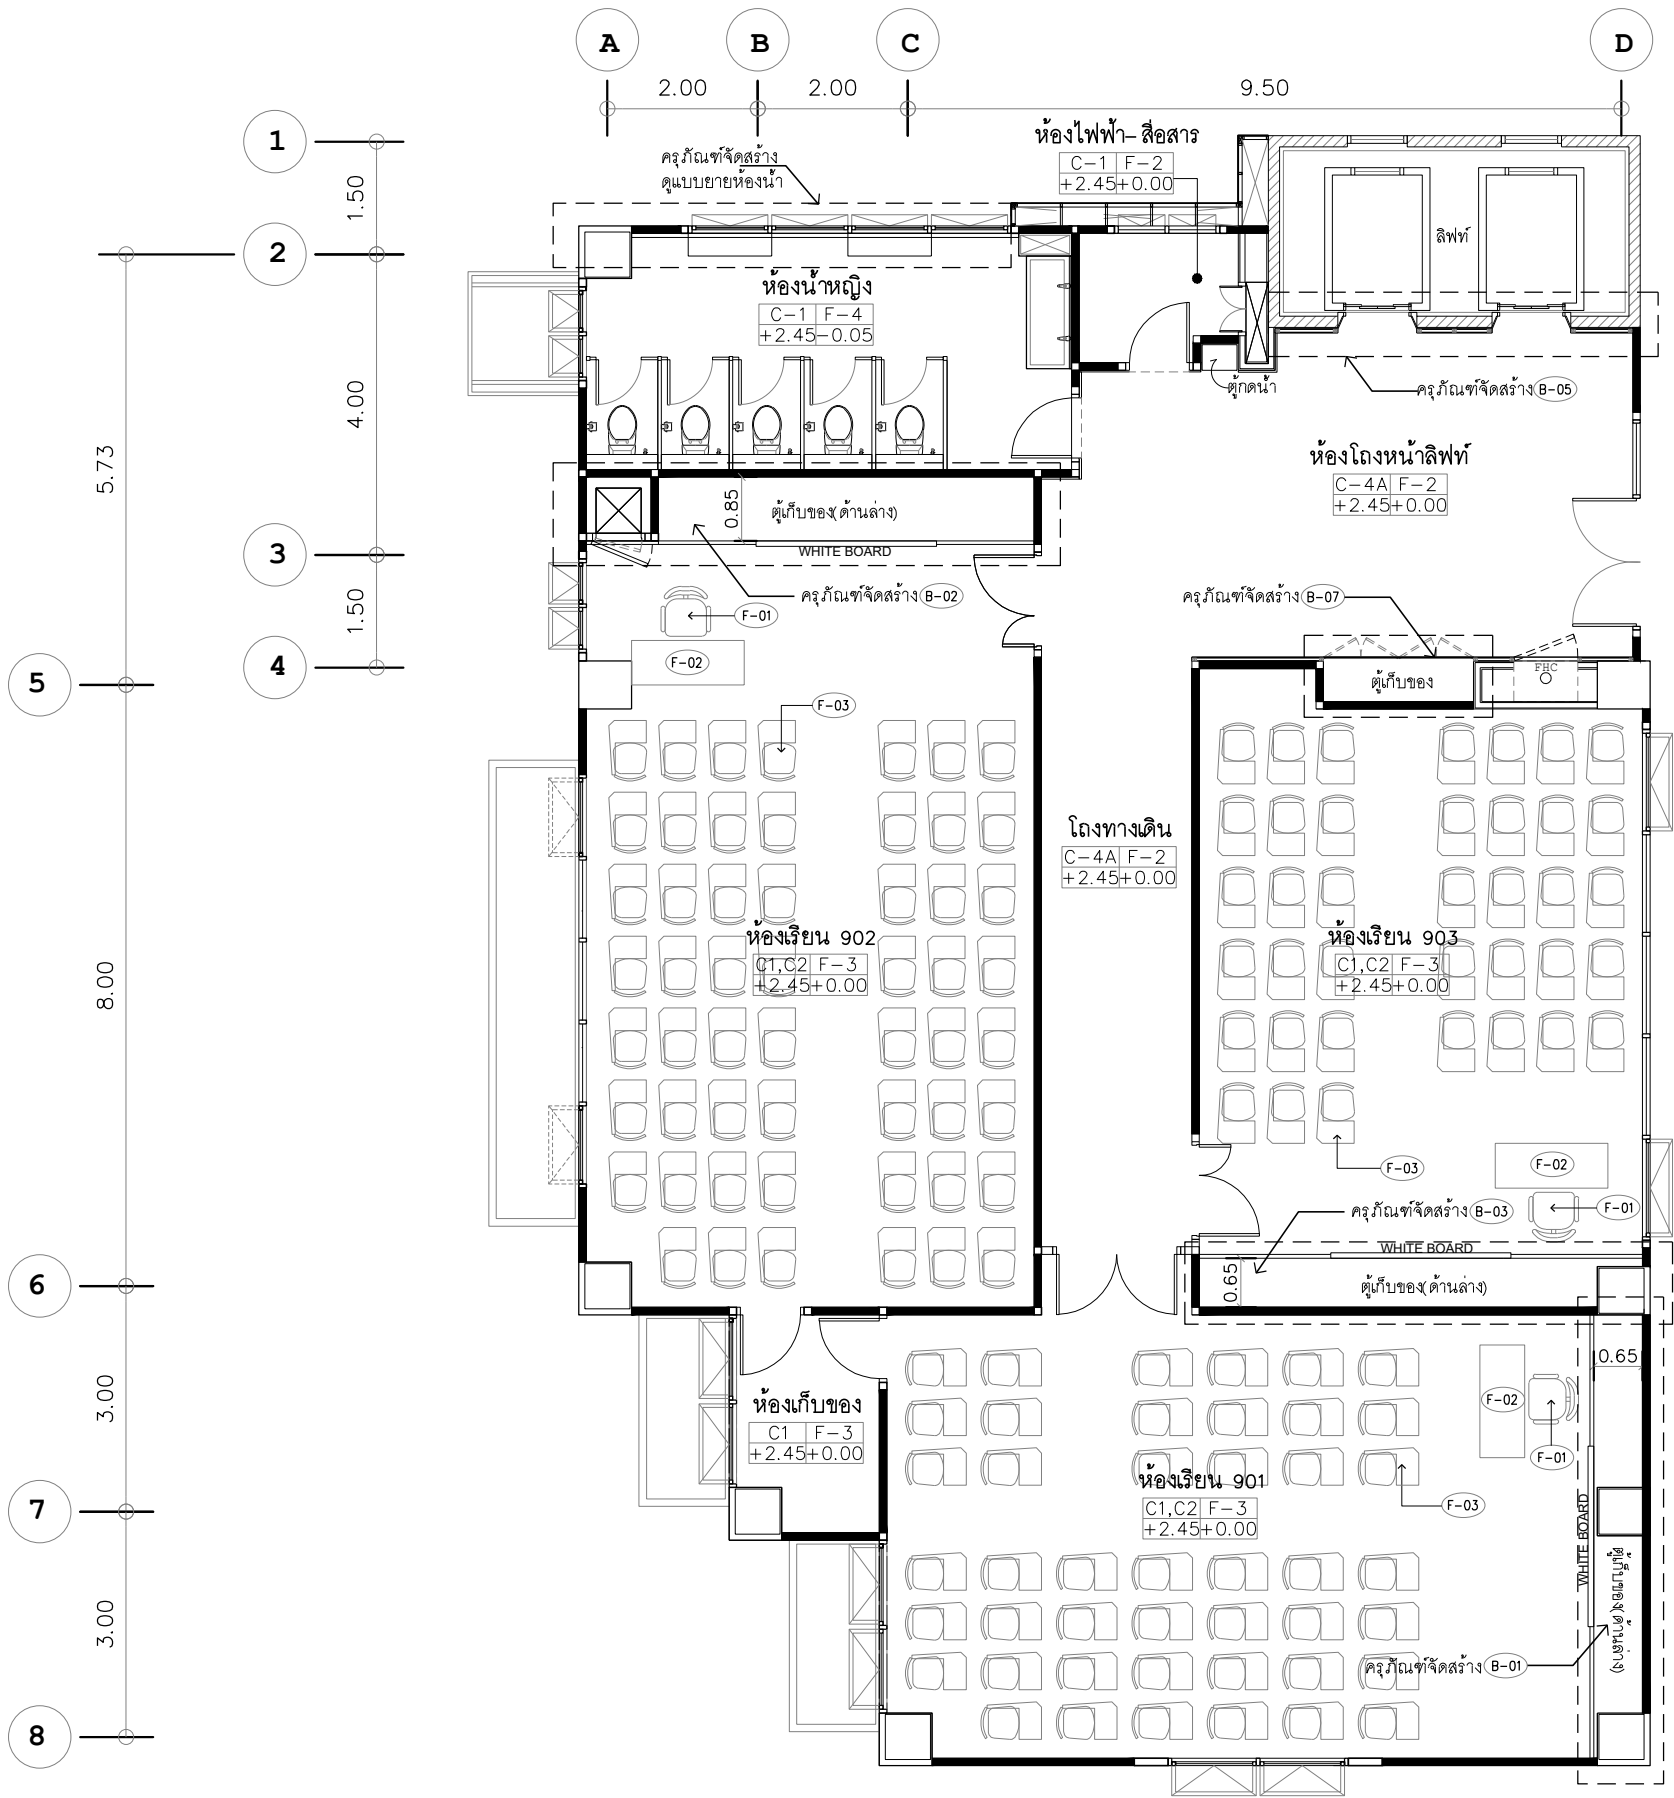 A B C D
2.00 2.00 9.50
1
ห้องไฟฟ้า-สื่อสาร
C-1 F-2
+2.45 +0.00
ครุภัณฑ์จัดสร้าง
ดูแบบขยายห้องน้ำ
1.50
2
ลิฟท์
ห้องน้ำหญิง
C-1 F-4
+2.45 -0.05
4.00
ตู้กดน้ำ
ครุภัณฑ์จัดสร้าง B-05
5.73
ห้องโถงหน้าลิฟท์
C-4A F-2
+2.45 +0.00
0.85
ตู้เก็บของ(ด้านล่าง)
WHITE BOARD
3
ครุภัณฑ์จัดสร้าง B-02
ครุภัณฑ์จัดสร้าง B-07
F-01
1.50
F-02
4
FHC
ตู้เก็บของ
5
F-03
โถงทางเดิน
C-4A F-2
+2.45 +0.00
ห้องเรียน 902
C1,C2 F-3
+2.45 +0.00
ห้องเรียน 903
C1,C2 F-3
+2.45 +0.00
8.00
F-03
F-02
F-01
ครุภัณฑ์จัดสร้าง B-03
WHITE BOARD
0.65
ตู้เก็บของ(ด้านล่าง)
6
0.65
3.00
ห้องเก็บของ
C1 F-3
+2.45 +0.00
F-02
F-01
ห้องเรียน 901
C1,C2 F-3
+2.45 +0.00
F-03
7
WHITE BOARD
ตู้เก็บของ(ด้านล่าง)
3.00
ครุภัณฑ์จัดสร้าง B-01
8